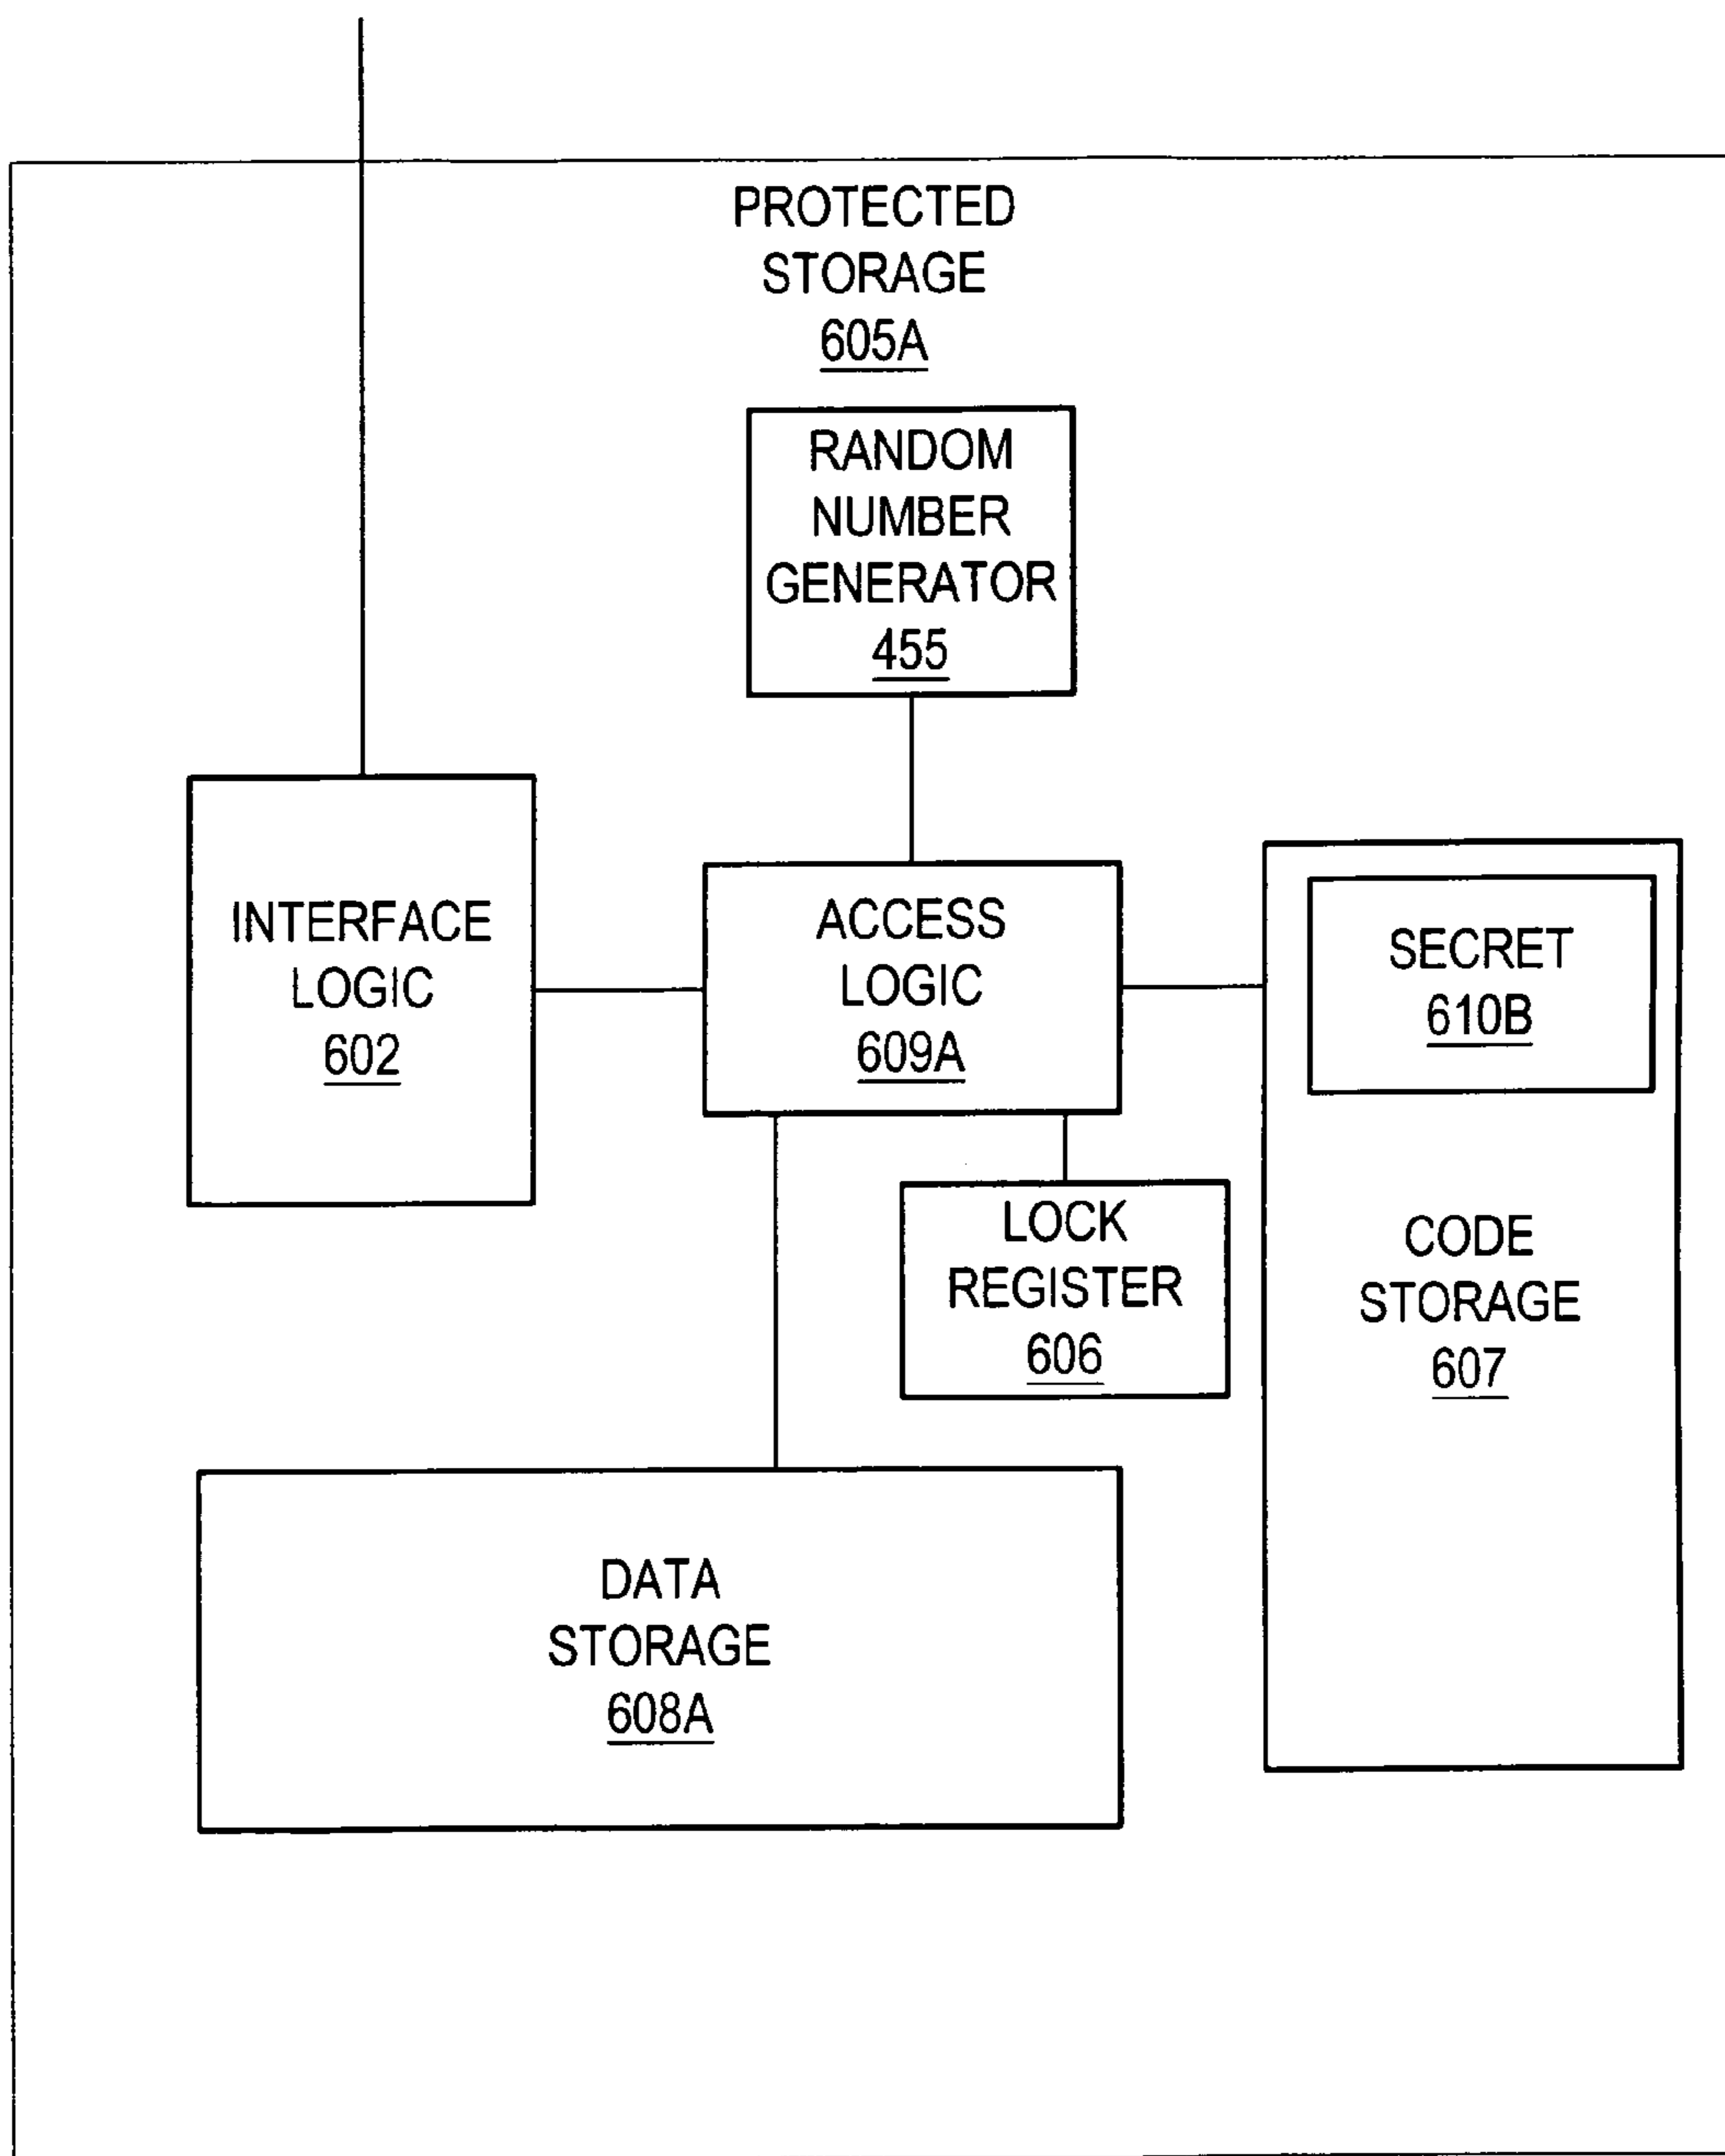 PROTECTED
STORAGE
605A
RANDOM
NUMBER
GENERATOR
455
INTERFACE
LOGIC
602
ACCESS
LOGIC
609A
SECRET
610B
LOCK
REGISTER
606
CODE
STORAGE
607
DATA
STORAGE
608A